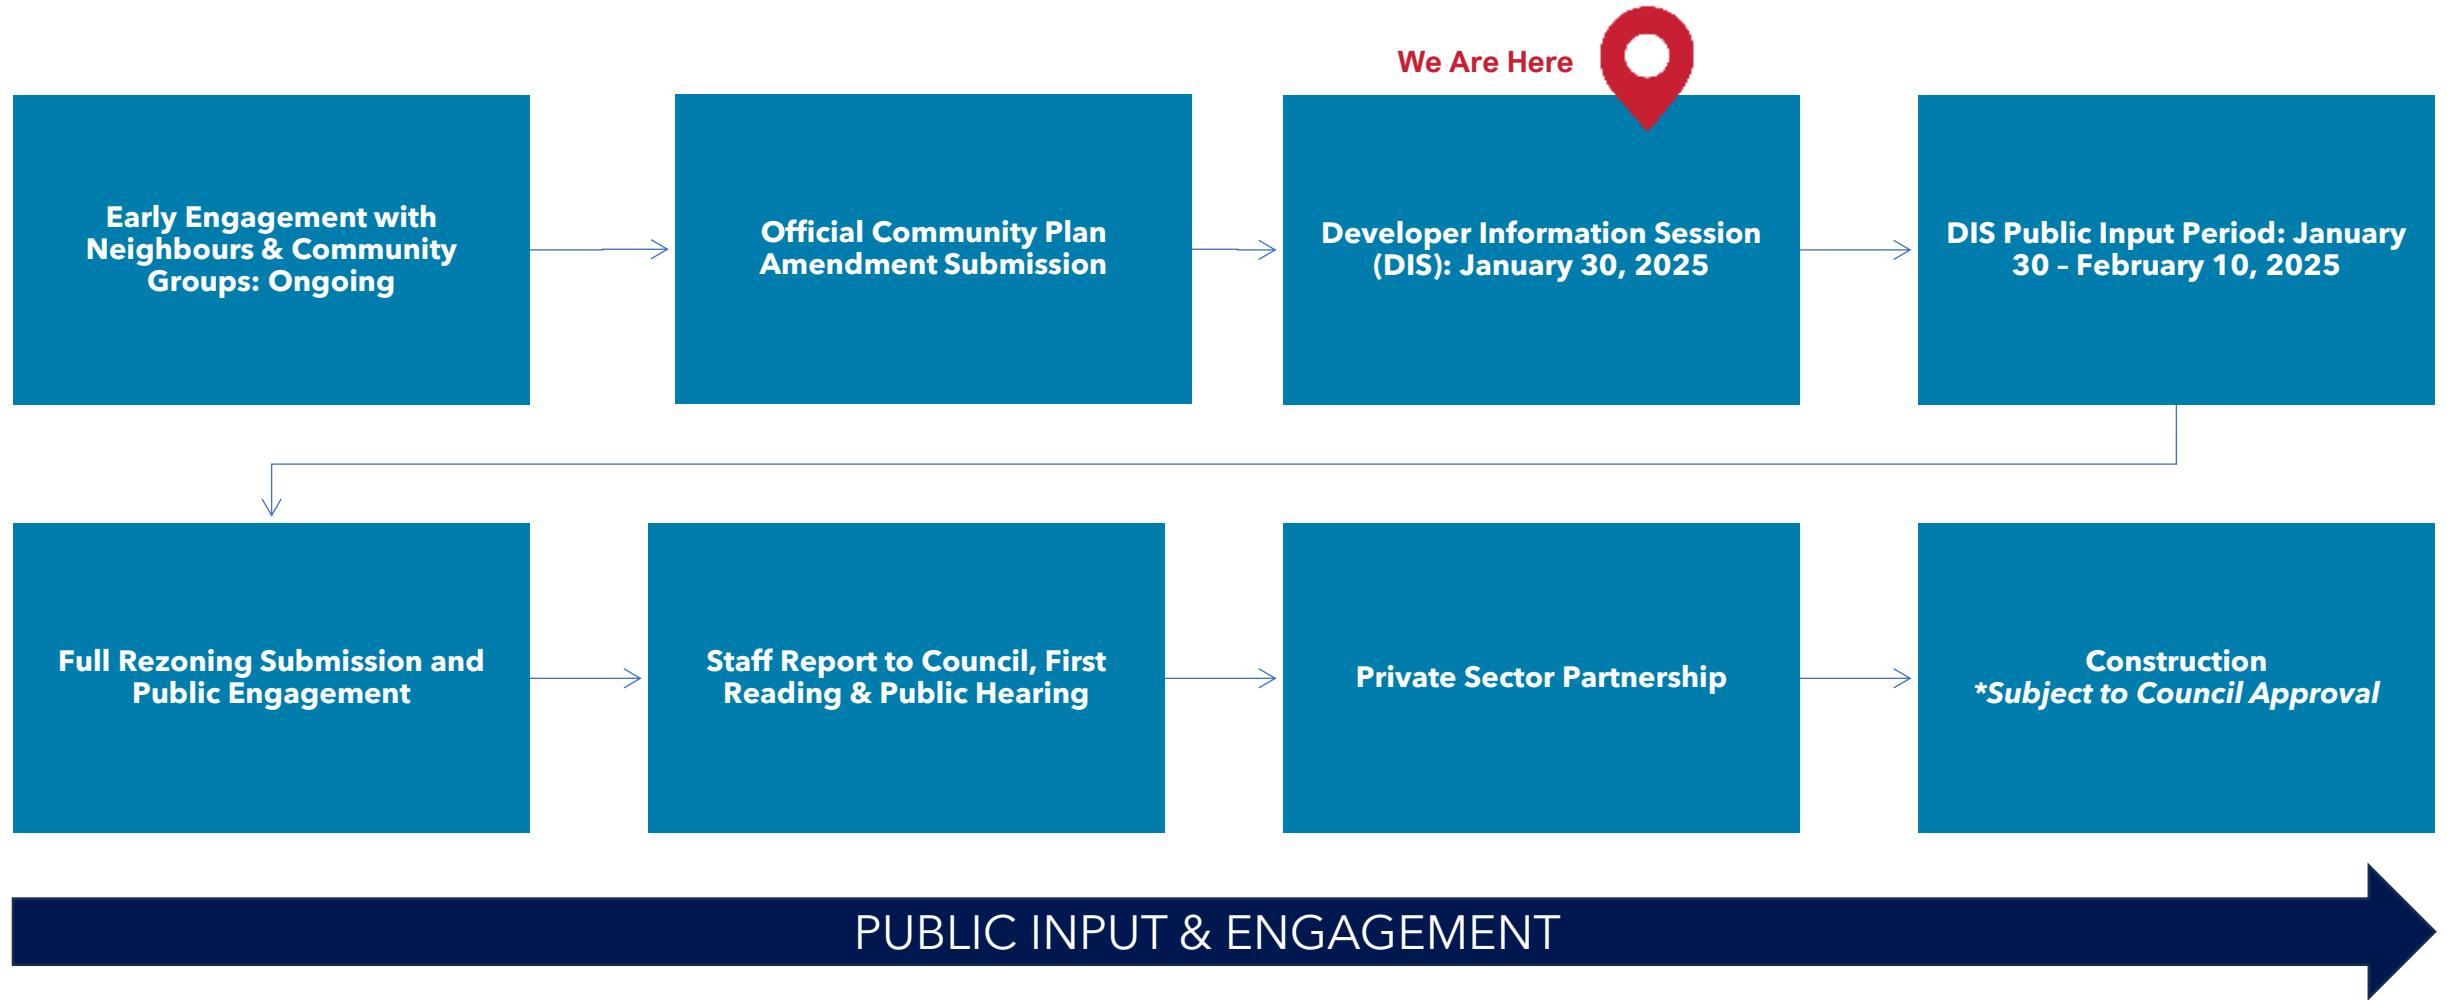 We Are Here
Early Engagement with
Neighbours & Community
Groups: Ongoing
Official Community Plan
Amendment Submission
Developer Information Session
(DIS): January 30, 2025
DIS Public Input Period: January
30 – February 10, 2025
Full Rezoning Submission and
Public Engagement
Staff Report to Council, First
Reading & Public Hearing
Private Sector Partnership
Construction
*Subject to Council Approval
PUBLIC INPUT & ENGAGEMENT